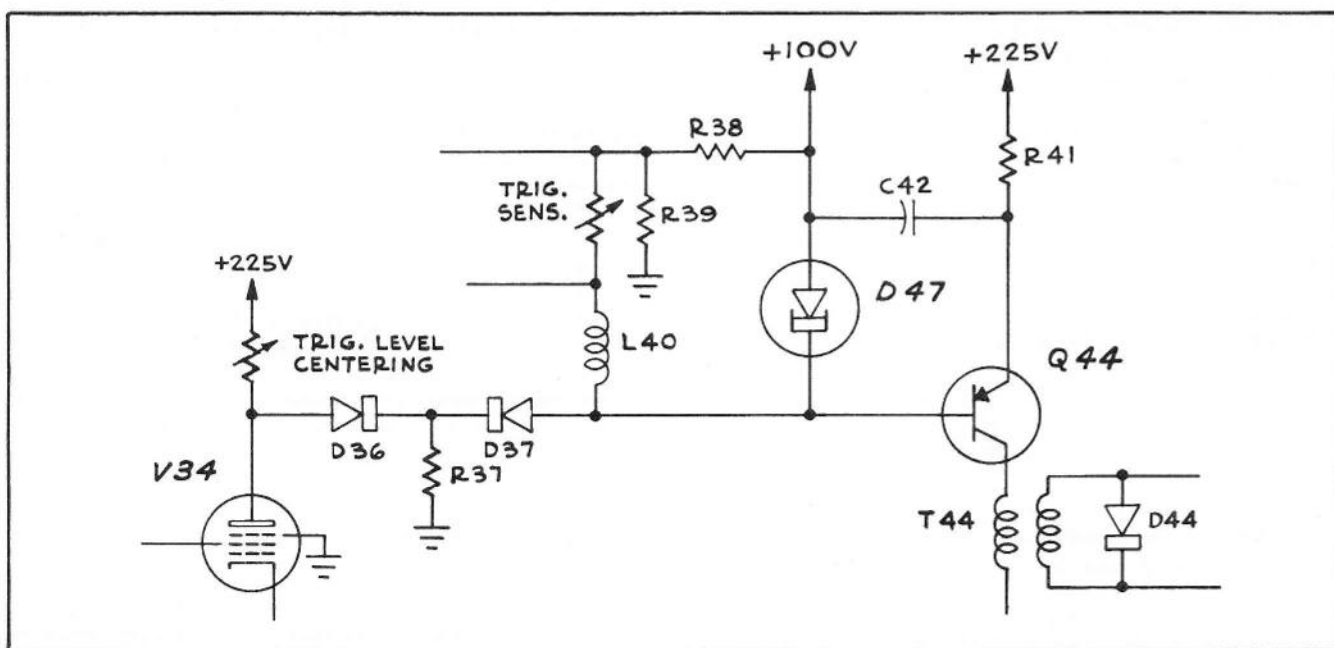 +100V
+225V
R38
R41
C42
TRIG.
SENS.
R39
+225V
D47
TRIG. LEVEL
CENTERING
L40
Q44
D36
D37
R37
V34
T44
D44